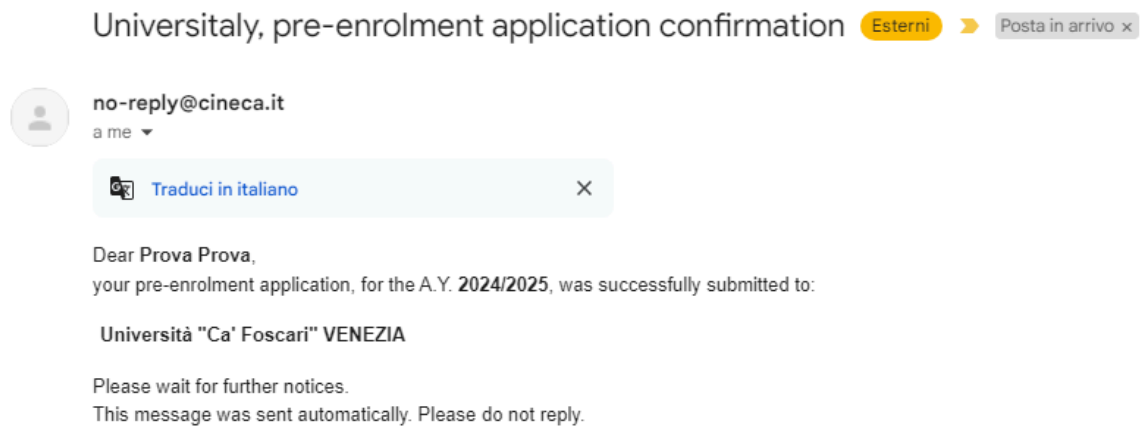 Universitaly, pre-enrolment application confirmation Esterni Posta in arrivo ×
no-reply@cineca.it
a me
Traduci in italiano
Dear Prova Prova,
your pre-enrolment application, for the A.Y. 2024/2025, was successfully submitted to:
Università "Ca' Foscari" VENEZIA
Please wait for further notices.
This message was sent automatically. Please do not reply.